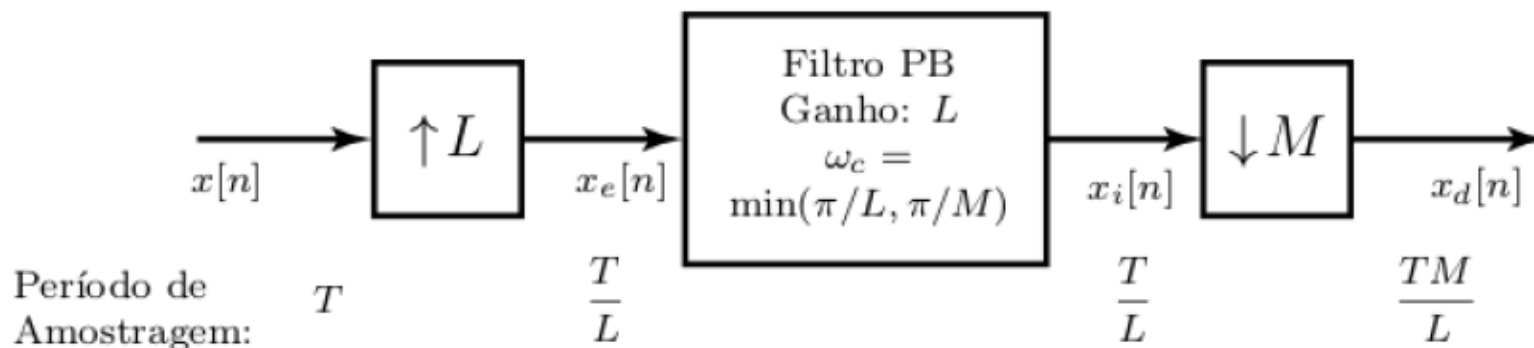 Filtro PB
Ganho: L
ω_c =
min(π/L, π/M)
↑L
↓M
x[n]
x_e[n]
x_i[n]
x_d[n]
Período de
Amostragem:
T
T/L
T/L
TM/L